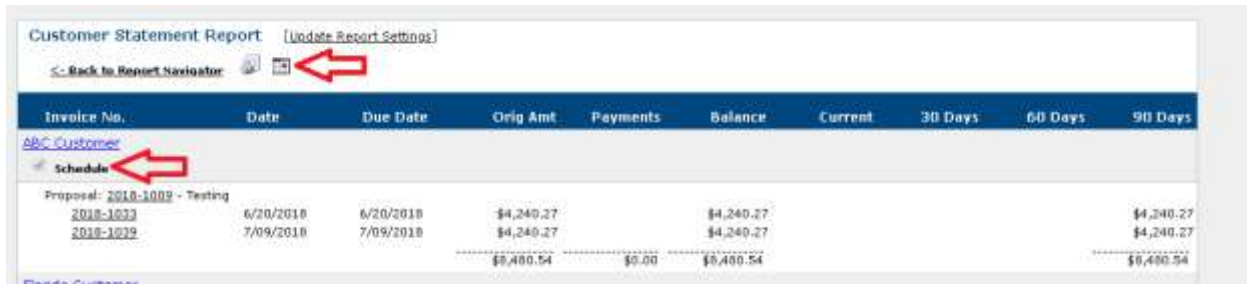 Customer Statement Report [Update Report Settings]
<- Back to Report Navigator
Invoice No. Date Due Date Orig Amt Payments Balance Current 30 Days 60 Days 90 Days
ABC Customer
Schedule
Proposal: 2018-1009 - Testing
2018-1033 6/20/2018 6/20/2018 $4,240.27 $4,240.27 $4,240.27
2018-1039 7/09/2018 7/09/2018 $4,240.27 $4,240.27 $4,240.27
$8,480.54 $0.00 $8,480.54 $8,480.54
Florida Customer